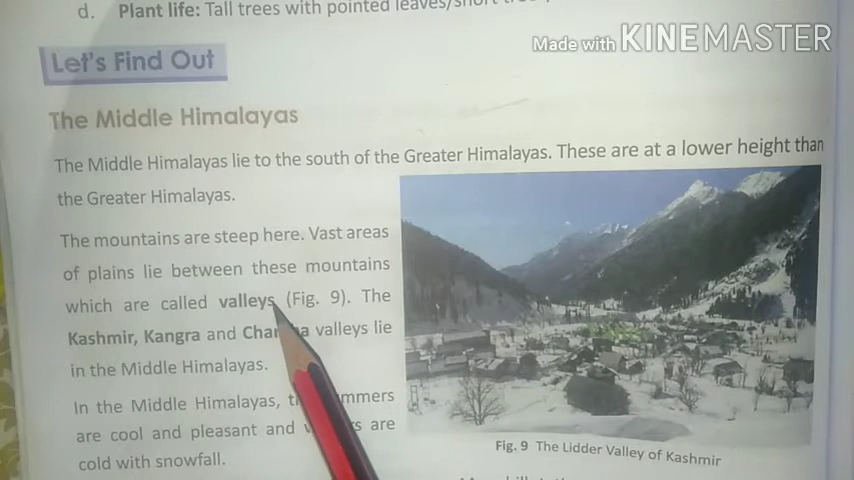 d. Plant life: Tall trees with pointed leaves/short
Made with KINEMASTER
Let's Find Out
The Middle Himalayas
The Middle Himalayas lie to the south of the Greater Himalayas. These are at a lower height than
the Greater Himalayas.
The mountains are steep here. Vast areas
of plains lie between these mountains
which are called valleys (Fig. 9). The
Kashmir, Kangra and valleys lie
in the Middle Himalayas.
In the Middle Himalayas,
are cool and pleasant and are
cold with snowfall.
Fig. 9 The Lidder Valley of Kashmir